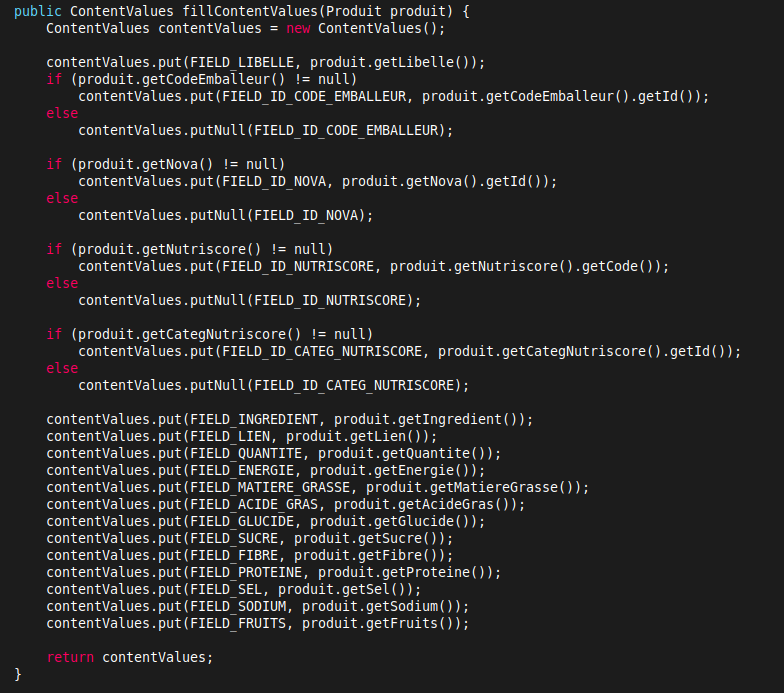 public ContentValues fillContentValues(Produit produit) {
    ContentValues contentValues = new ContentValues();

    contentValues.put(FIELD_LIBELLE, produit.getLibelle());
    if (produit.getCodeEmballeur() != null)
        contentValues.put(FIELD_ID_CODE_EMBALLEUR, produit.getCodeEmballeur().getId());
    else
        contentValues.putNull(FIELD_ID_CODE_EMBALLEUR);

    if (produit.getNova() != null)
        contentValues.put(FIELD_ID_NOVA, produit.getNova().getId());
    else
        contentValues.putNull(FIELD_ID_NOVA);

    if (produit.getNutriscore() != null)
        contentValues.put(FIELD_ID_NUTRISCORE, produit.getNutriscore().getCode());
    else
        contentValues.putNull(FIELD_ID_NUTRISCORE);

    if (produit.getCategNutriscore() != null)
        contentValues.put(FIELD_ID_CATEG_NUTRISCORE, produit.getCategNutriscore().getId());
    else
        contentValues.putNull(FIELD_ID_CATEG_NUTRISCORE);

    contentValues.put(FIELD_INGREDIENT, produit.getIngredient());
    contentValues.put(FIELD_LIEN, produit.getLien());
    contentValues.put(FIELD_QUANTITE, produit.getQuantite());
    contentValues.put(FIELD_ENERGIE, produit.getEnergie());
    contentValues.put(FIELD_MATIERE_GRASSE, produit.getMatiereGrasse());
    contentValues.put(FIELD_ACIDE_GRAS, produit.getAcideGras());
    contentValues.put(FIELD_GLUCIDE, produit.getGlucide());
    contentValues.put(FIELD_SUCRE, produit.getSucre());
    contentValues.put(FIELD_FIBRE, produit.getFibre());
    contentValues.put(FIELD_PROTEINE, produit.getProteine());
    contentValues.put(FIELD_SEL, produit.getSel());
    contentValues.put(FIELD_SODIUM, produit.getSodium());
    contentValues.put(FIELD_FRUITS, produit.getFruits());

    return contentValues;
}